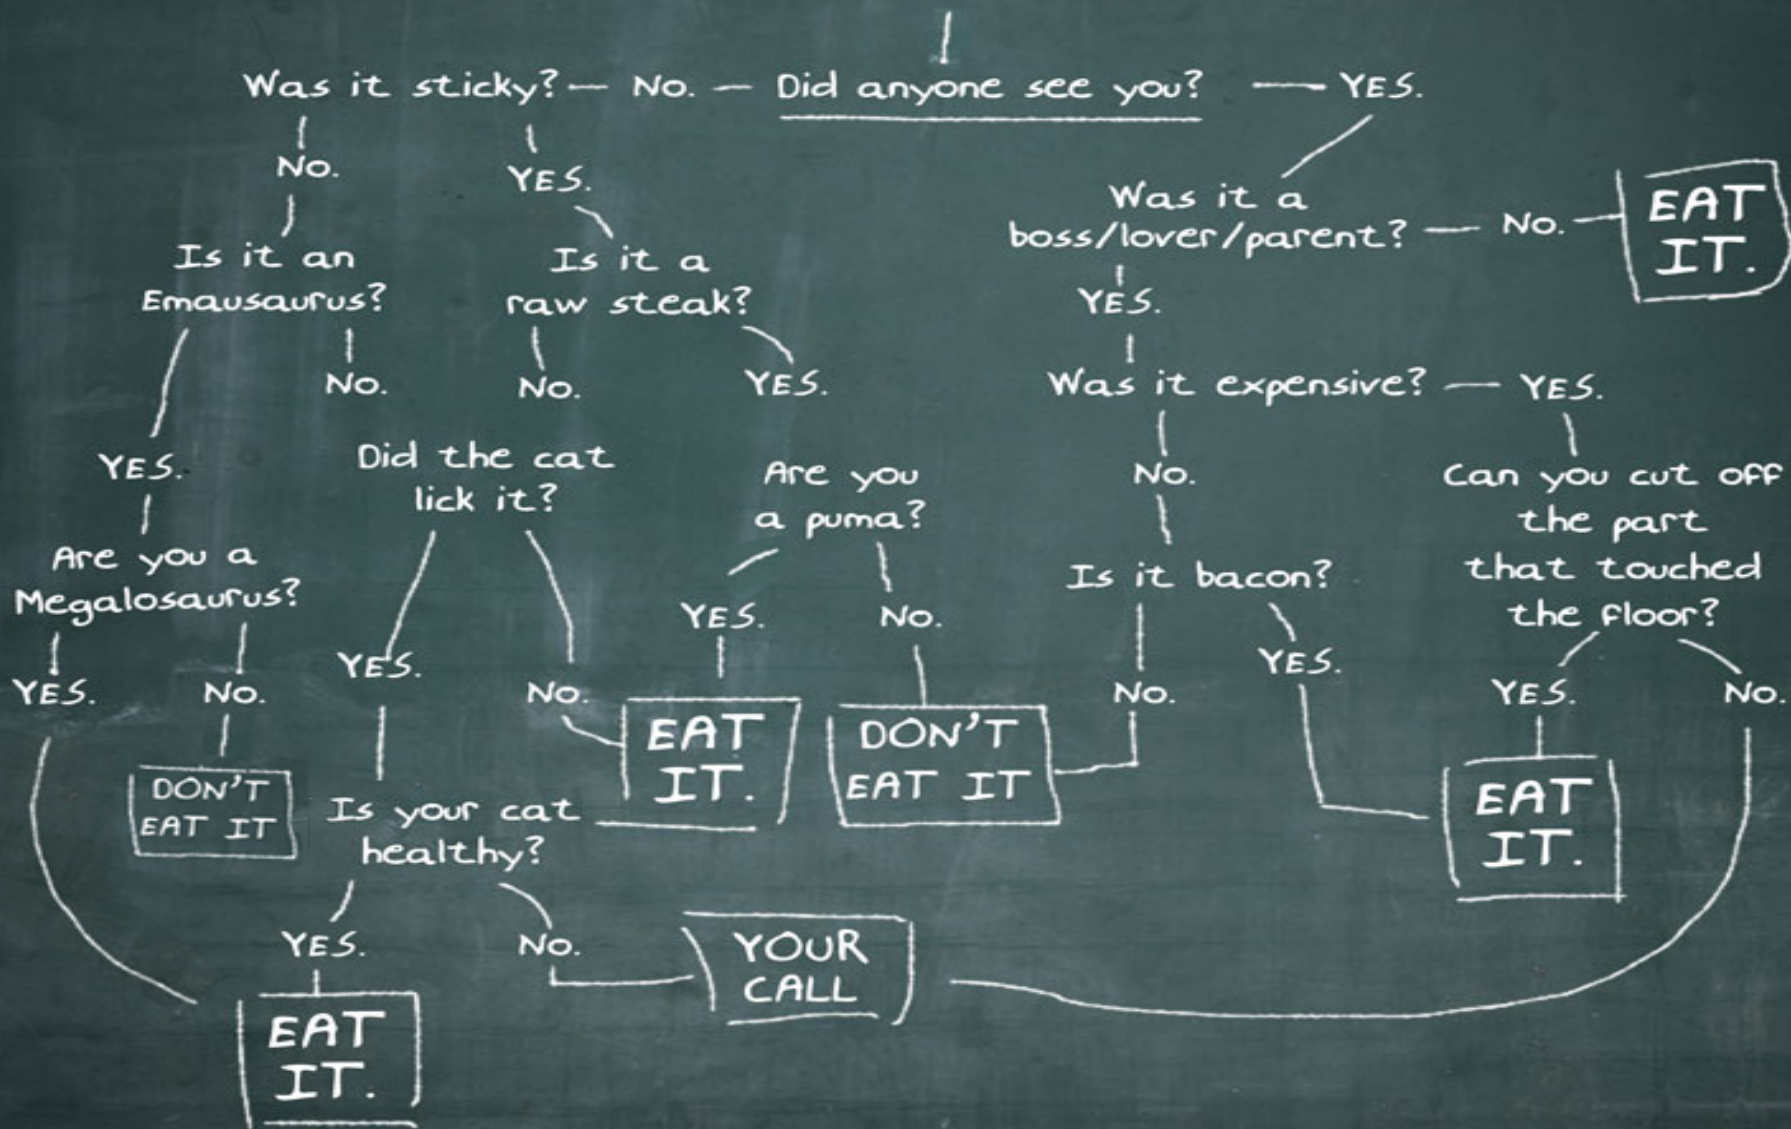 Was it sticky? — No. — Did anyone see you? — YES.
No.
YES.
Was it a
boss/lover/parent? — No.
EAT
IT.
Is it an
Emausaurus?
Is it a
raw steak?
YES.
No.
No.
YES.
Was it expensive? — YES.
YES.
Did the cat
lick it?
Are you
a puma?
No.
Can you cut off
the part
that touched
the floor?
Are you a
Megalosaurus?
Is it bacon?
YES.
No.
YES.
No.
YES.
No.
No.
YES.
YES.
No.
EAT
IT.
DON'T
EAT IT
DON'T
EAT IT
Is your cat
healthy?
EAT
IT.
YES.
No.
YOUR
CALL
EAT
IT.